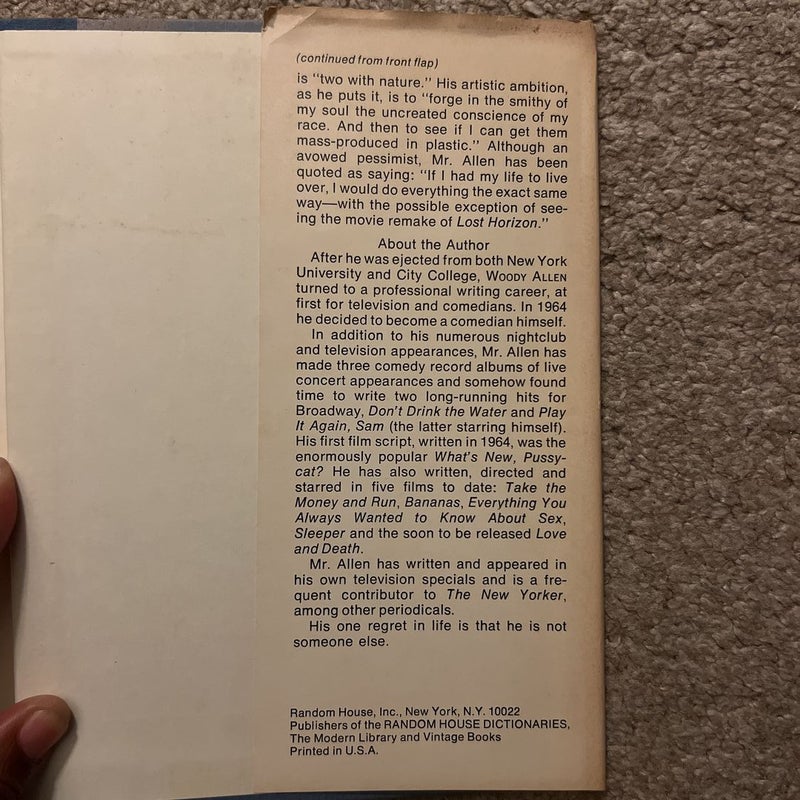 (continued from front flap)
is "two with nature." His artistic ambition,
as he puts it, is to "forge in the smithy of
my soul the uncreated conscience of my
race. And then to see if I can get them
mass-produced in plastic." Although an
avowed pessimist, Mr. Allen has been
quoted as saying: "If I had my life to live
over, I would do everything the exact same
way—with the possible exception of see-
ing the movie remake of Lost Horizon."
About the Author
After he was ejected from both New York
University and City College, WOODY ALLEN
turned to a professional writing career, at
first for television and comedians. In 1964
he decided to become a comedian himself.
In addition to his numerous nightclub
and television appearances, Mr. Allen has
made three comedy record albums of live
concert appearances and somehow found
time to write two long-running hits for
Broadway, Don't Drink the Water and Play
It Again, Sam (the latter starring himself).
His first film script, written in 1964, was the
enormously popular What's New, Pussy-
cat? He has also written, directed and
starred in five films to date: Take the
Money and Run, Bananas, Everything You
Always Wanted to Know About Sex,
Sleeper and the soon to be released Love
and Death.
Mr. Allen has written and appeared in
his own television specials and is a fre-
quent contributor to The New Yorker,
among other periodicals.
His one regret in life is that he is not
someone else.
Random House, Inc., New York, N.Y. 10022
Publishers of the RANDOM HOUSE DICTIONARIES,
The Modern Library and Vintage Books
Printed in U.S.A.